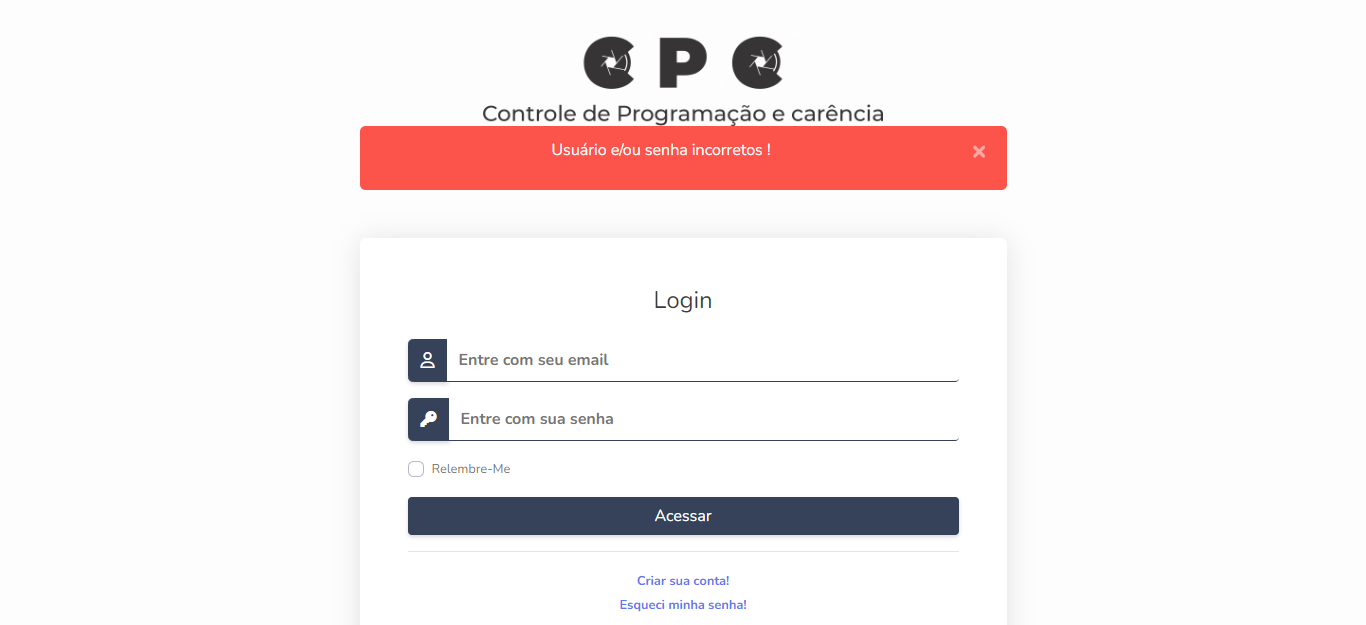 CPC
Controle de Programação e carência
Usuário e/ou senha incorretos !
×
Login
Entre com seu email
Entre com sua senha
Relembre-Me
Acessar
Criar sua conta!
Esqueci minha senha!